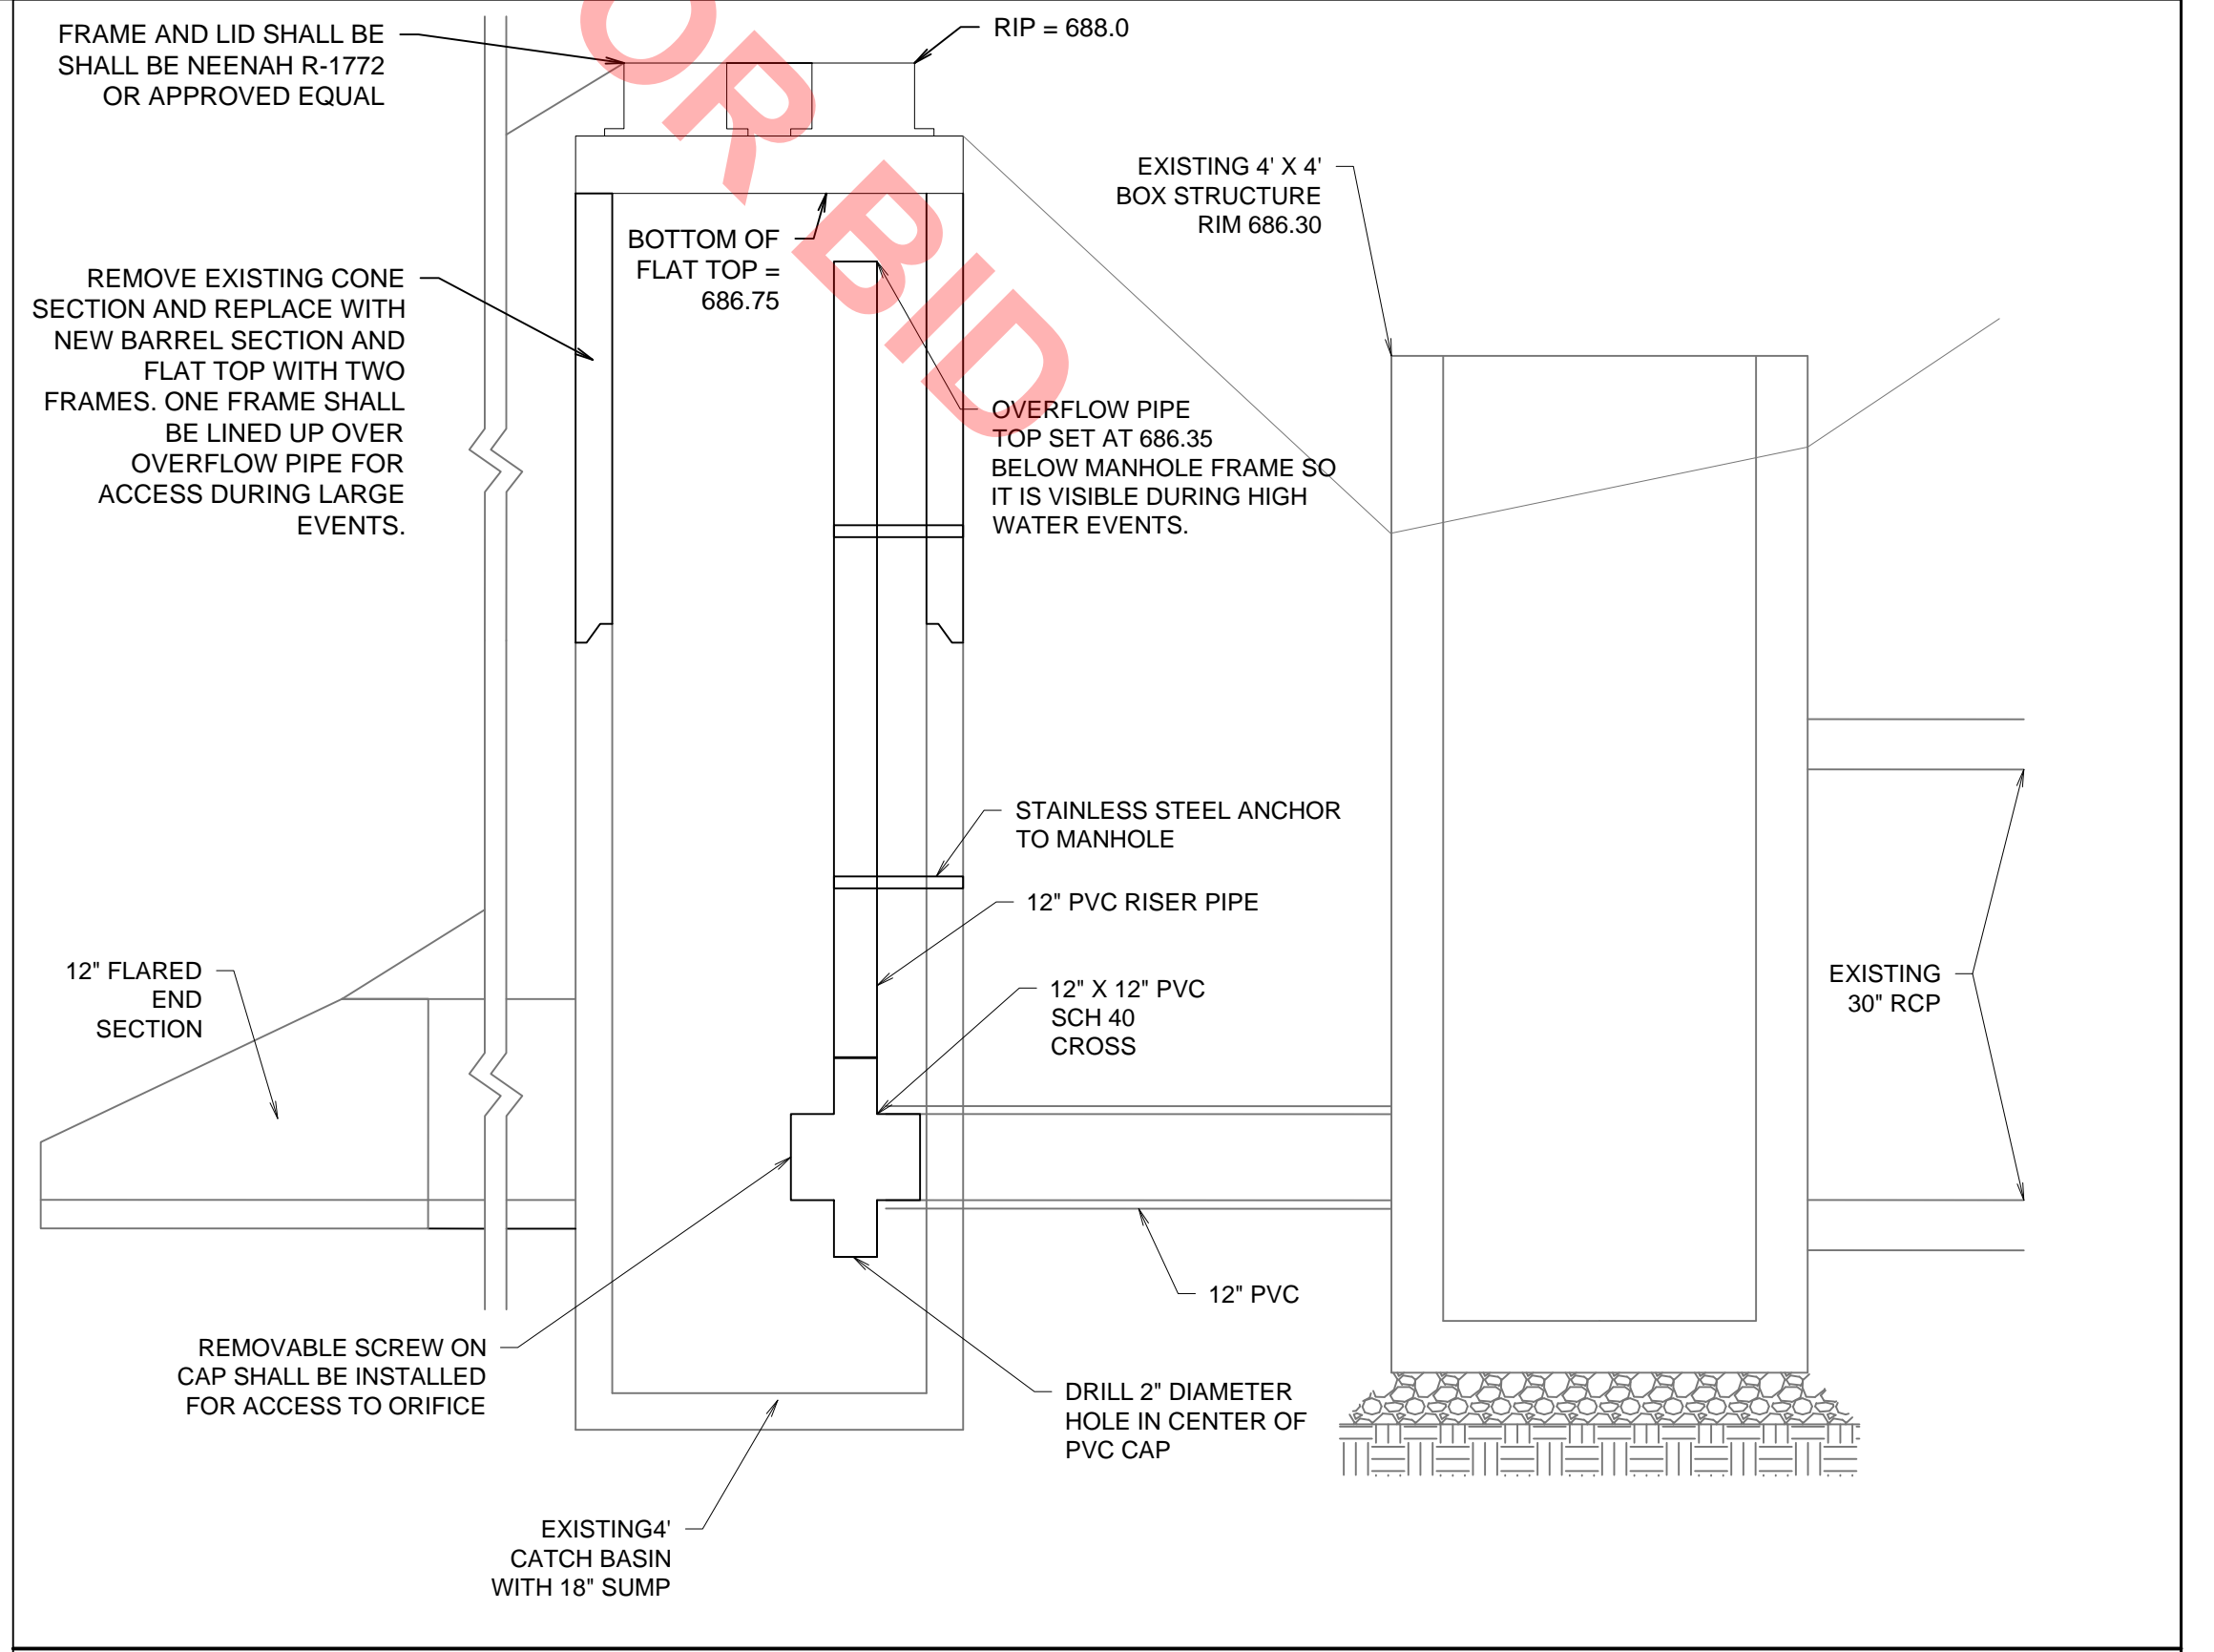 FRAME AND LID SHALL BE
SHALL BE NEENAH R-1772
OR APPROVED EQUAL
RIP = 688.0
OR BID
EXISTING 4' X 4'
BOX STRUCTURE
RIM 686.30
BOTTOM OF
FLAT TOP =
686.75
REMOVE EXISTING CONE
SECTION AND REPLACE WITH
NEW BARREL SECTION AND
FLAT TOP WITH TWO
FRAMES. ONE FRAME SHALL
BE LINED UP OVER
OVERFLOW PIPE FOR
ACCESS DURING LARGE
EVENTS.
OVERFLOW PIPE
TOP SET AT 686.35
BELOW MANHOLE FRAME SO
IT IS VISIBLE DURING HIGH
WATER EVENTS.
STAINLESS STEEL ANCHOR
TO MANHOLE
12" PVC RISER PIPE
12" FLARED
END
SECTION
12" X 12" PVC
SCH 40
CROSS
EXISTING
30" RCP
12" PVC
REMOVABLE SCREW ON
CAP SHALL BE INSTALLED
FOR ACCESS TO ORIFICE
DRILL 2" DIAMETER
HOLE IN CENTER OF
PVC CAP
EXISTING4'
CATCH BASIN
WITH 18" SUMP